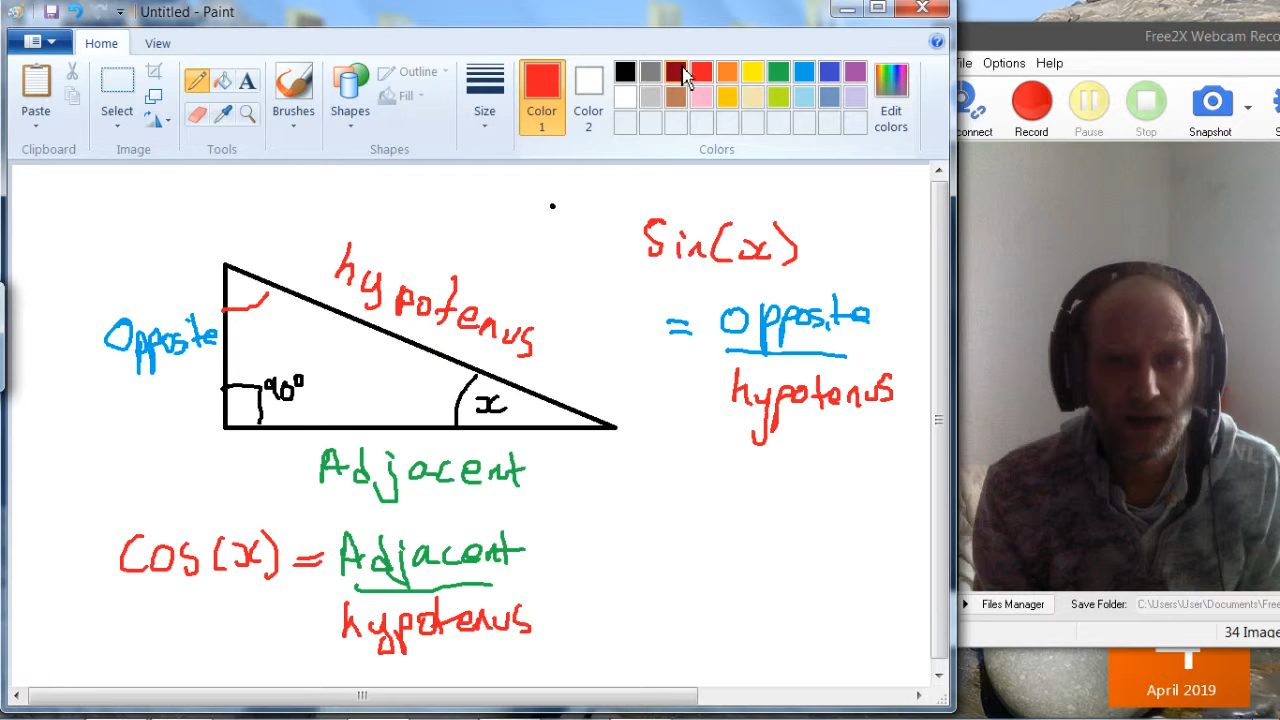 Untitled - Paint
Home View
Paste
Select
Outline
Fill
Brushes
Shapes
Size
Color 1
Color 2
Edit colors
Clipboard
Image
Tools
Shapes
Colors
Free2X Webcam Reco
File Options Help
onnect
Record
Pause
Stop
Snapshot
hypotenus
Opposite
90°
x
Adjacent
Sin(x)
= Opposite
hypotenus
Cos(x) = Adjacent
hypotenus
Files Manager
Save Folder: C:\Users\User\Documents\Free
34 Image
April 2019